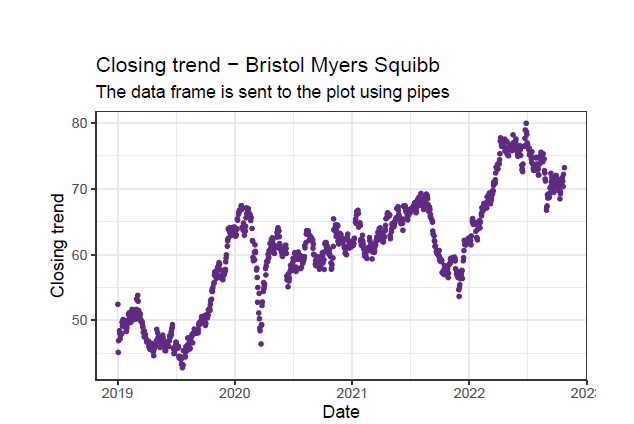 Closing trend − Bristol Myers Squibb
The data frame is sent to the plot using pipes
80
70
60
50
Closing trend
2019 2020 2021 2022 2023
Date